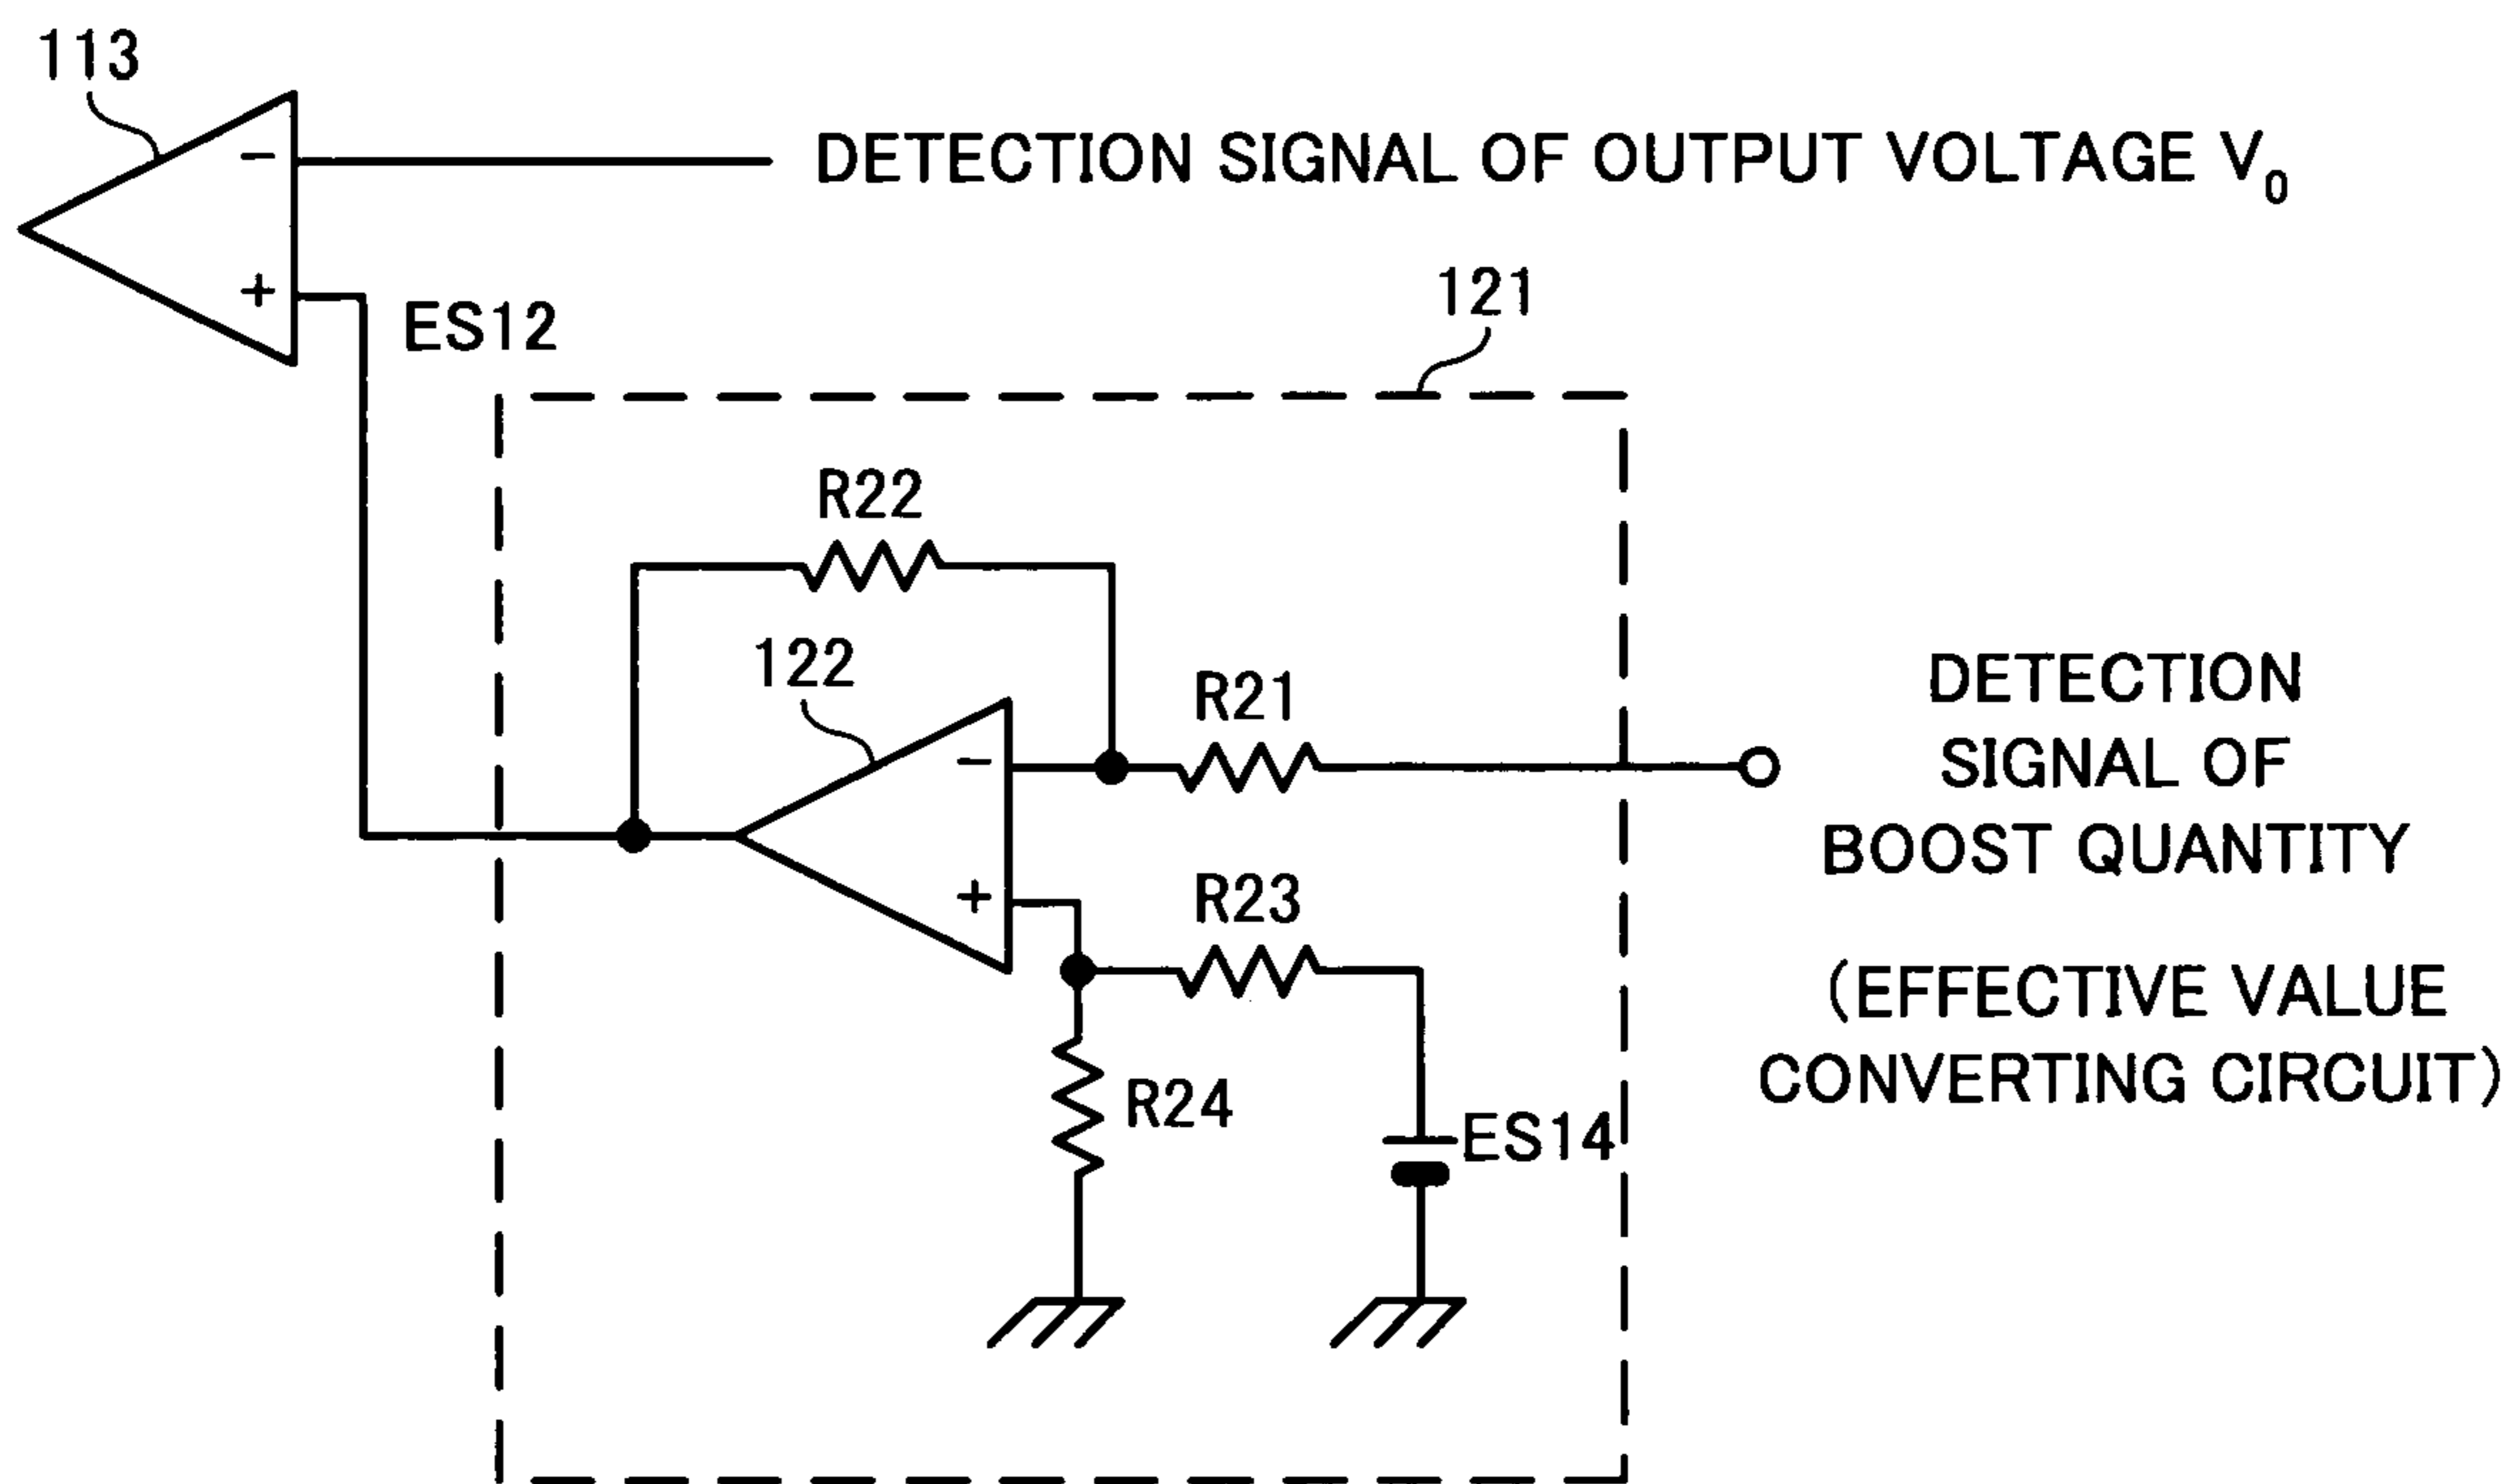 113
−
DETECTION SIGNAL OF OUTPUT VOLTAGE V0
+
ES12
121
R22
122
R21
−
DETECTION
SIGNAL OF
BOOST QUANTITY
(EFFECTIVE VALUE
CONVERTING CIRCUIT)
+
R23
R24
ES14